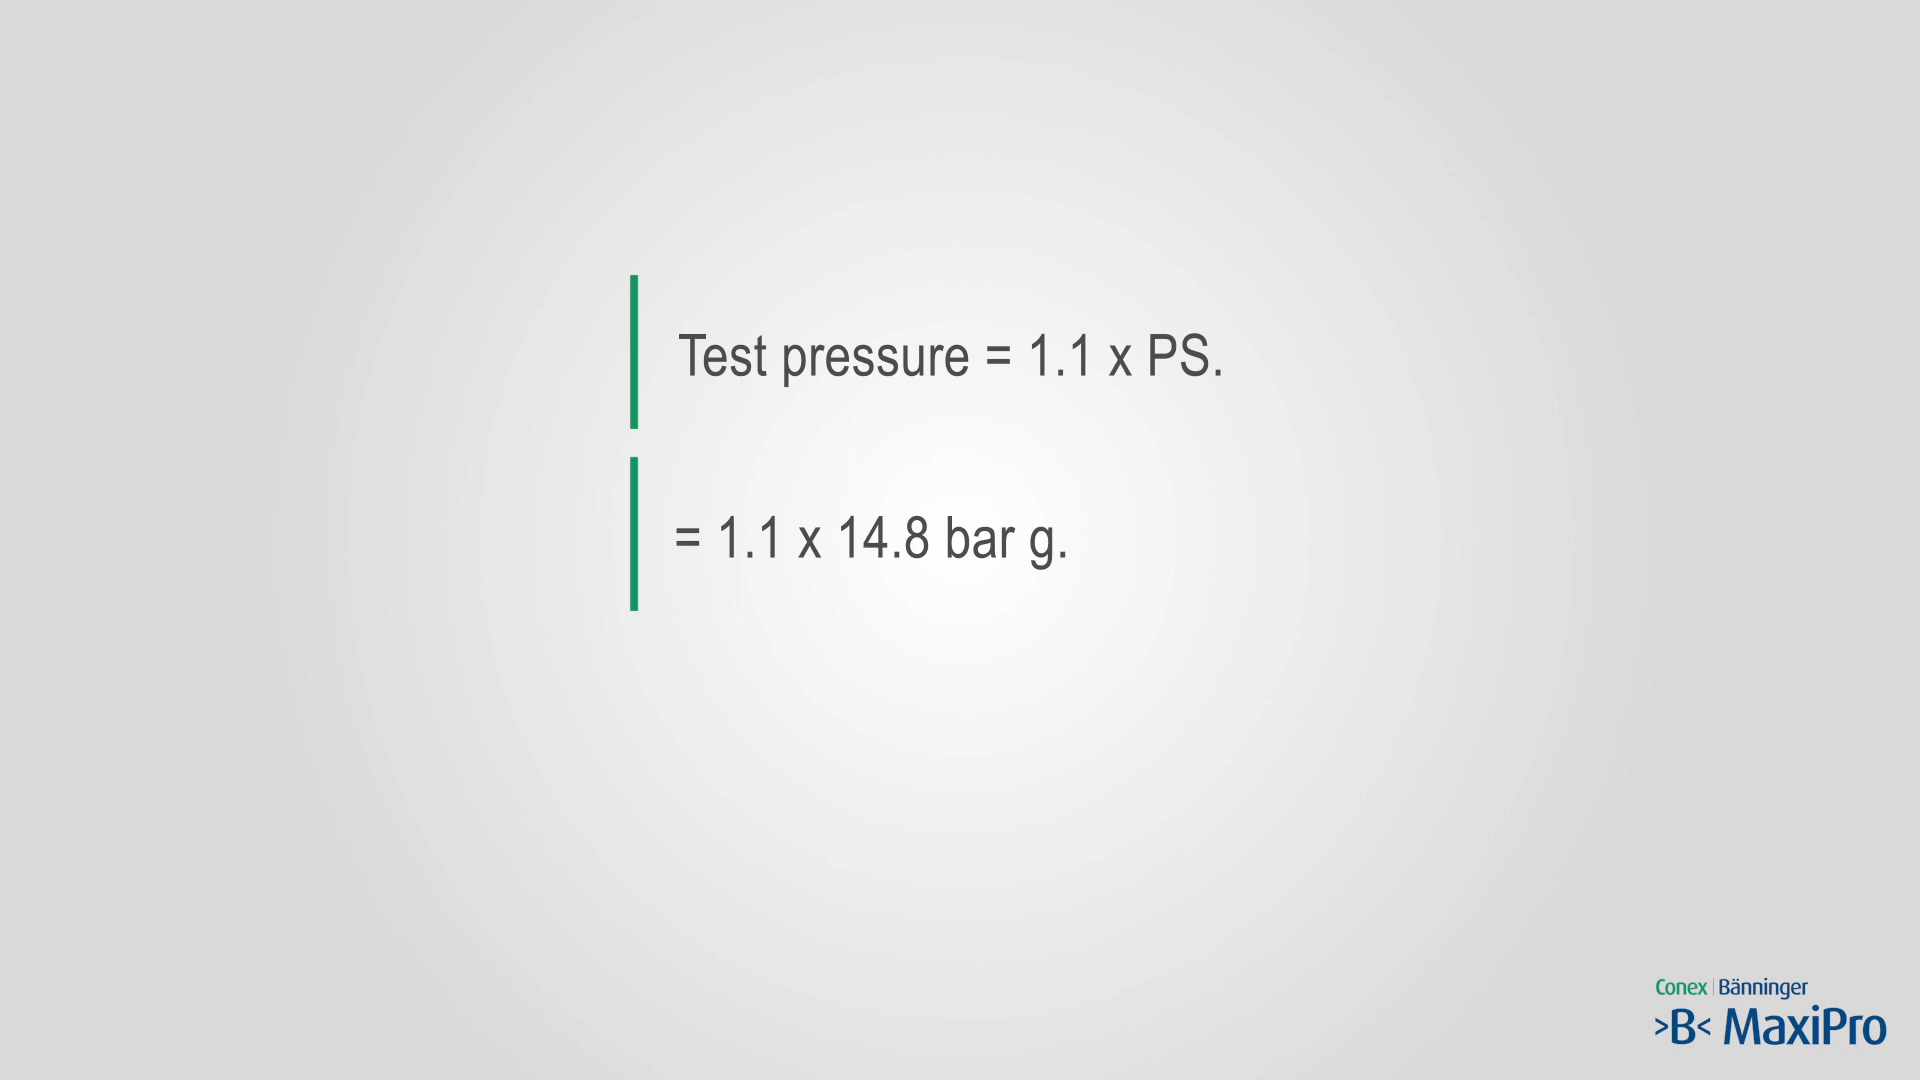 Test pressure = 1.1 x PS.
= 1.1 x 14.8 bar g.
Conex | Bänninger
>B< MaxiPro